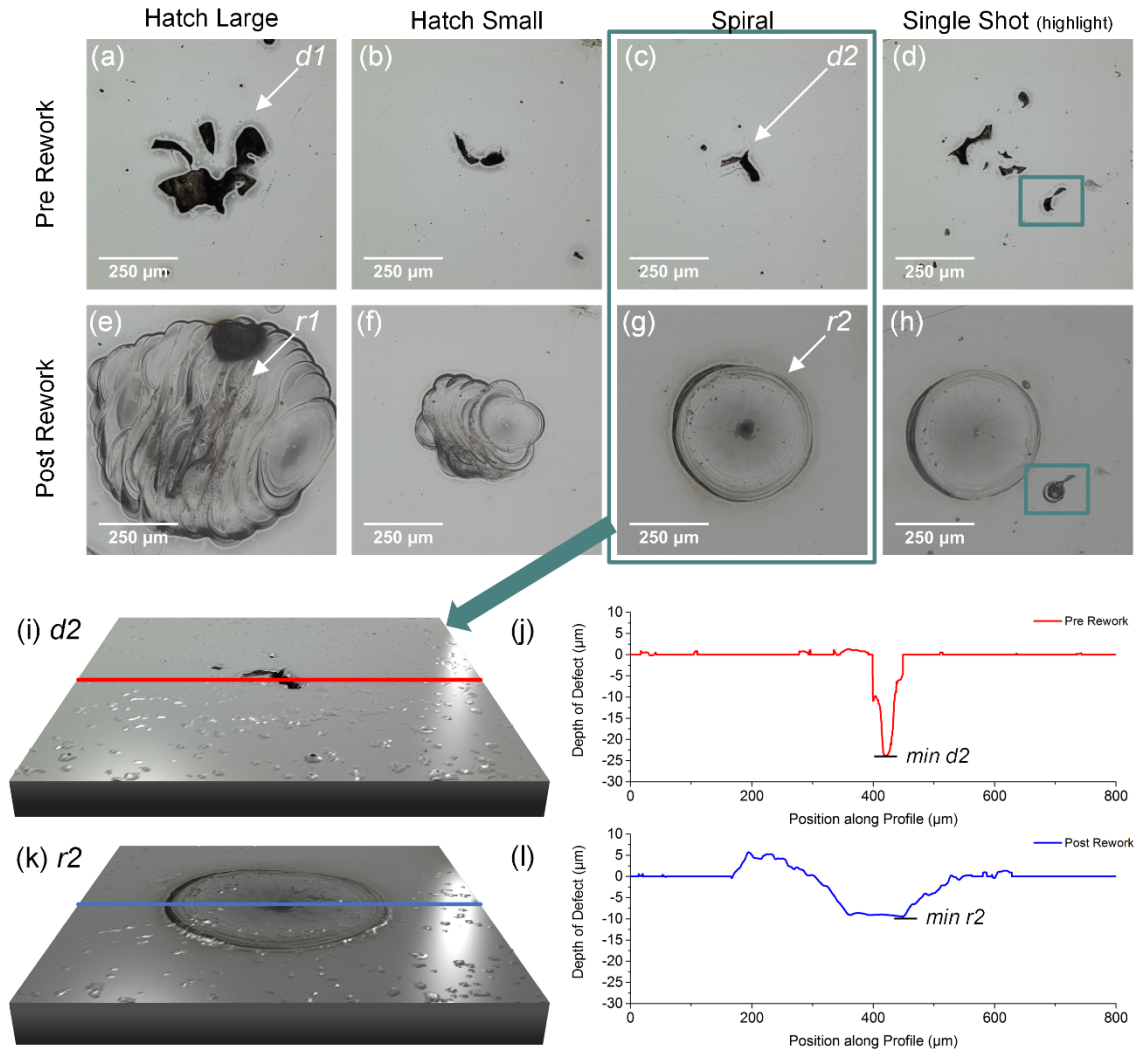 Hatch Large
Hatch Small
Spiral
Single Shot (highlight)
Pre Rework
(a)
d1
250 µm
(b)
250 µm
(c)
d2
250 µm
(d)
250 µm
Post Rework
(e)
r1
250 µm
(f)
250 µm
(g)
r2
250 µm
(h)
250 µm
(i) d2
(j)
Depth of Defect (µm)
10
5
0
-5
-10
-15
-20
-25
-30
Pre Rework
min d2
0
200
400
600
800
Position along Profile (µm)
(k) r2
(l)
Depth of Defect (µm)
10
5
0
-5
-10
-15
-20
-25
-30
Post Rework
min r2
0
200
400
600
800
Position along Profile (µm)